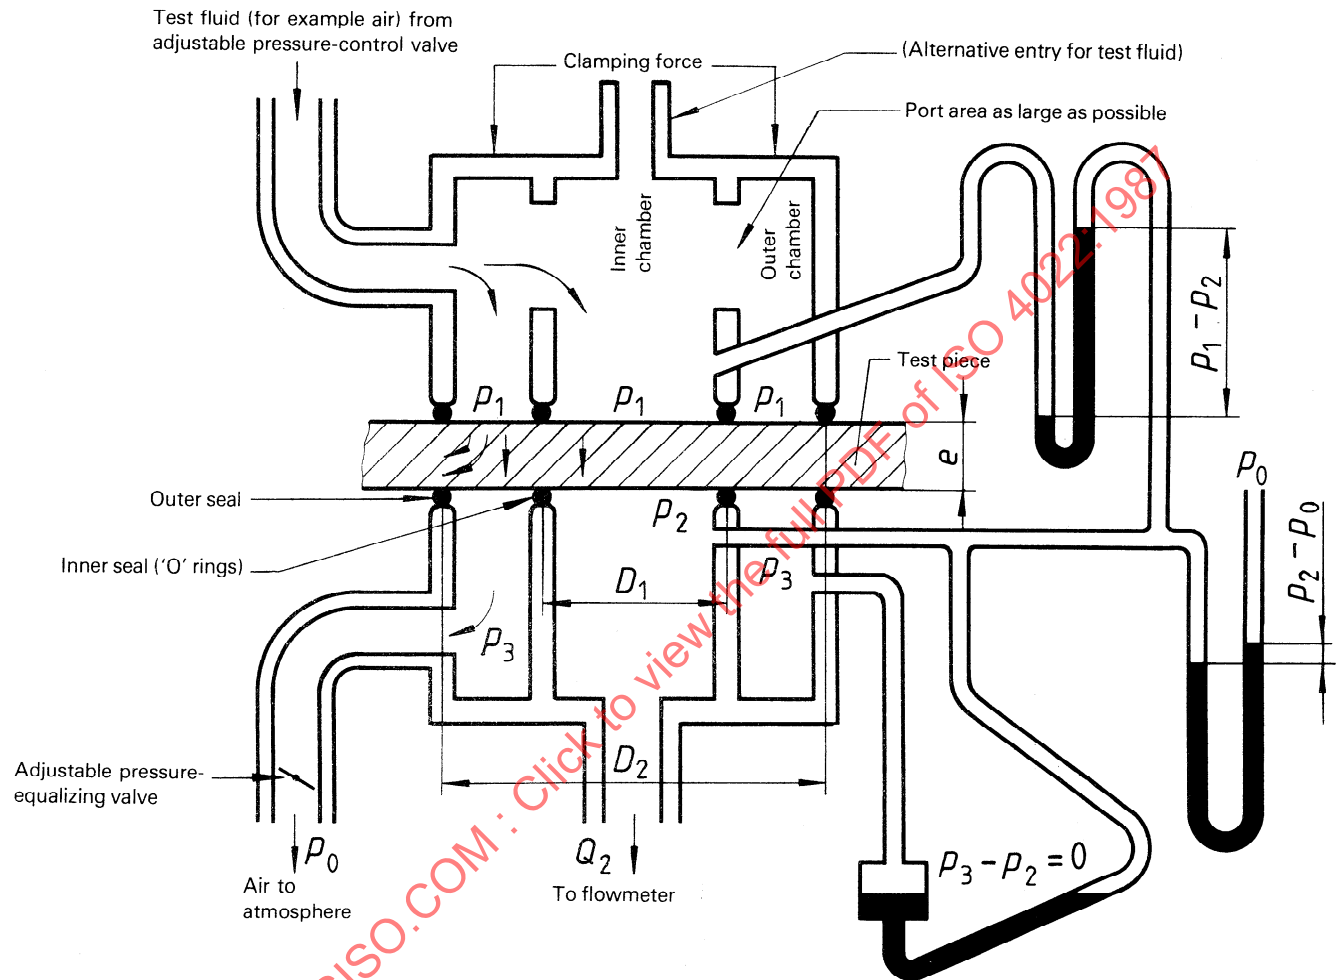 Test fluid (for example air) from
adjustable pressure-control valve
Clamping force
(Alternative entry for test fluid)
Port area as large as possible
Inner
chamber
Outer
chamber
P1 – P2
Test piece
P1
P1
P1
e
P0
Outer seal
P2
P2 – P0
Inner seal ('O' rings)
D1
P3
P3
D2
Adjustable pressure-
equalizing valve
P0
Q2
P3 – P2 = 0
Air to
atmosphere
To flowmeter
SISO.COM : Click to view the full PDF of ISO 4022:1987